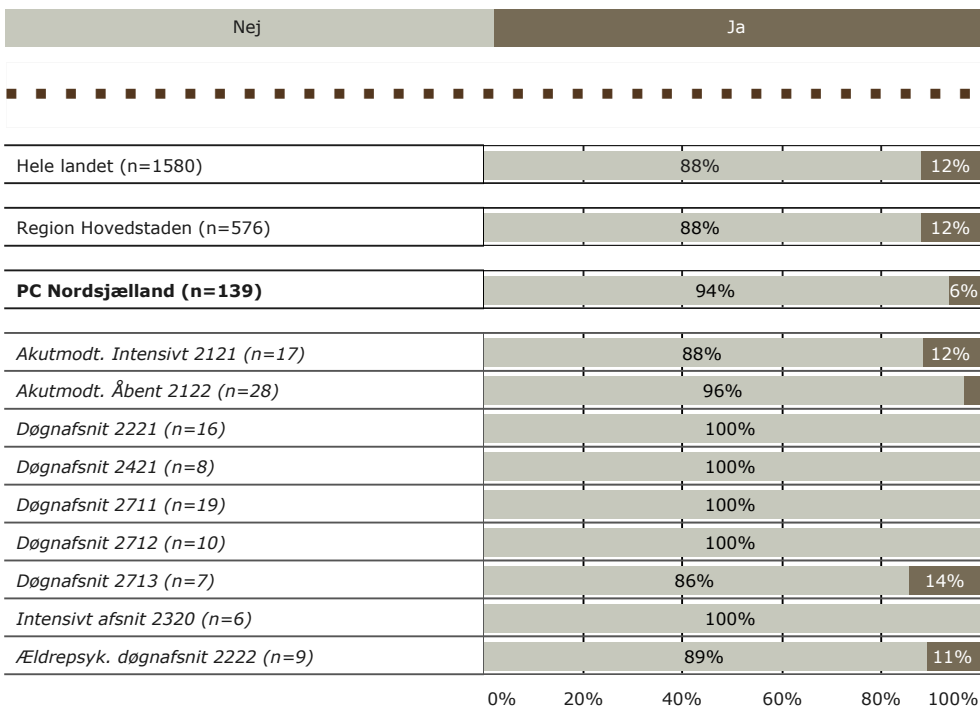 Nej Ja
Hele landet (n=1580) 88% 12%
Region Hovedstaden (n=576) 88% 12%
PC Nordsjælland (n=139) 94% 6%
Akutmodt. Intensivt 2121 (n=17) 88% 12%
Akutmodt. Åbent 2122 (n=28) 96%
Døgnafsnit 2221 (n=16) 100%
Døgnafsnit 2421 (n=8) 100%
Døgnafsnit 2711 (n=19) 100%
Døgnafsnit 2712 (n=10) 100%
Døgnafsnit 2713 (n=7) 86% 14%
Intensivt afsnit 2320 (n=6) 100%
Ældrepsyk. døgnafsnit 2222 (n=9) 89% 11%
0% 20% 40% 60% 80% 100%